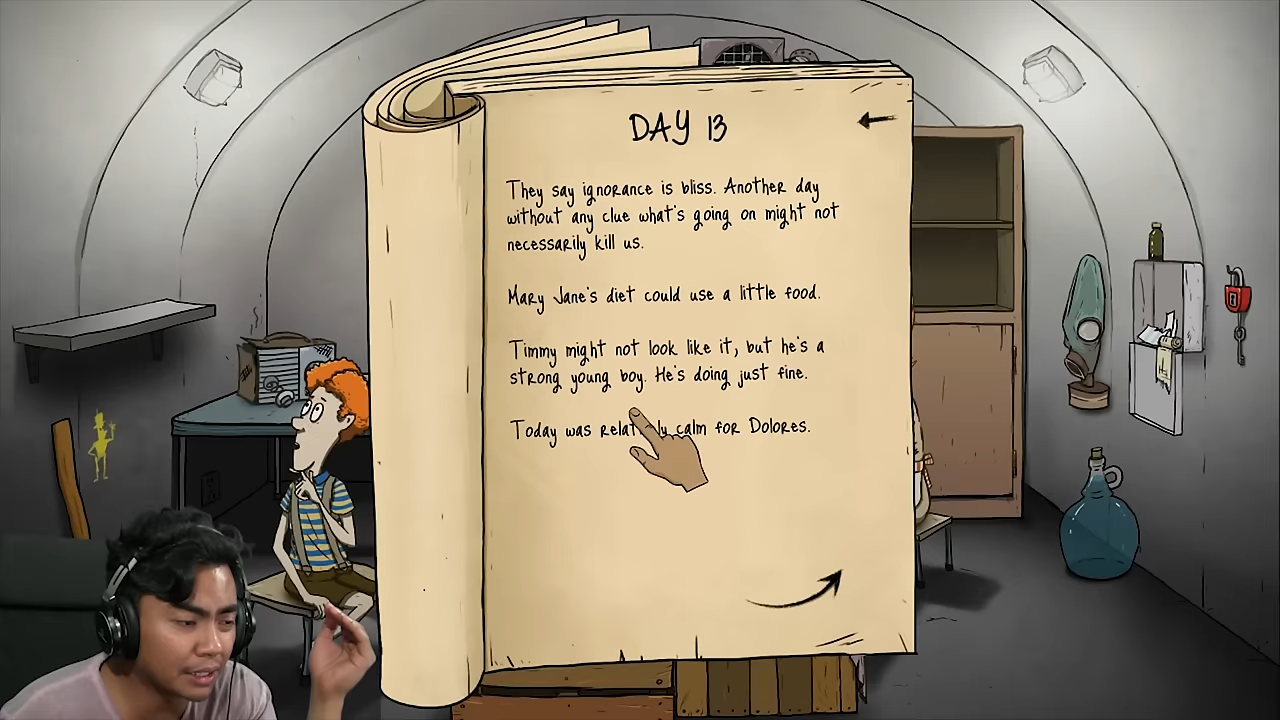 DAY 13
They say ignorance is bliss. Another day
without any clue what's going on might not
necessarily kill us.
Mary Jane's diet could use a little food.
Timmy might not look like it, but he's a
strong young boy. He's doing just fine.
Today was relatively calm for Dolores.